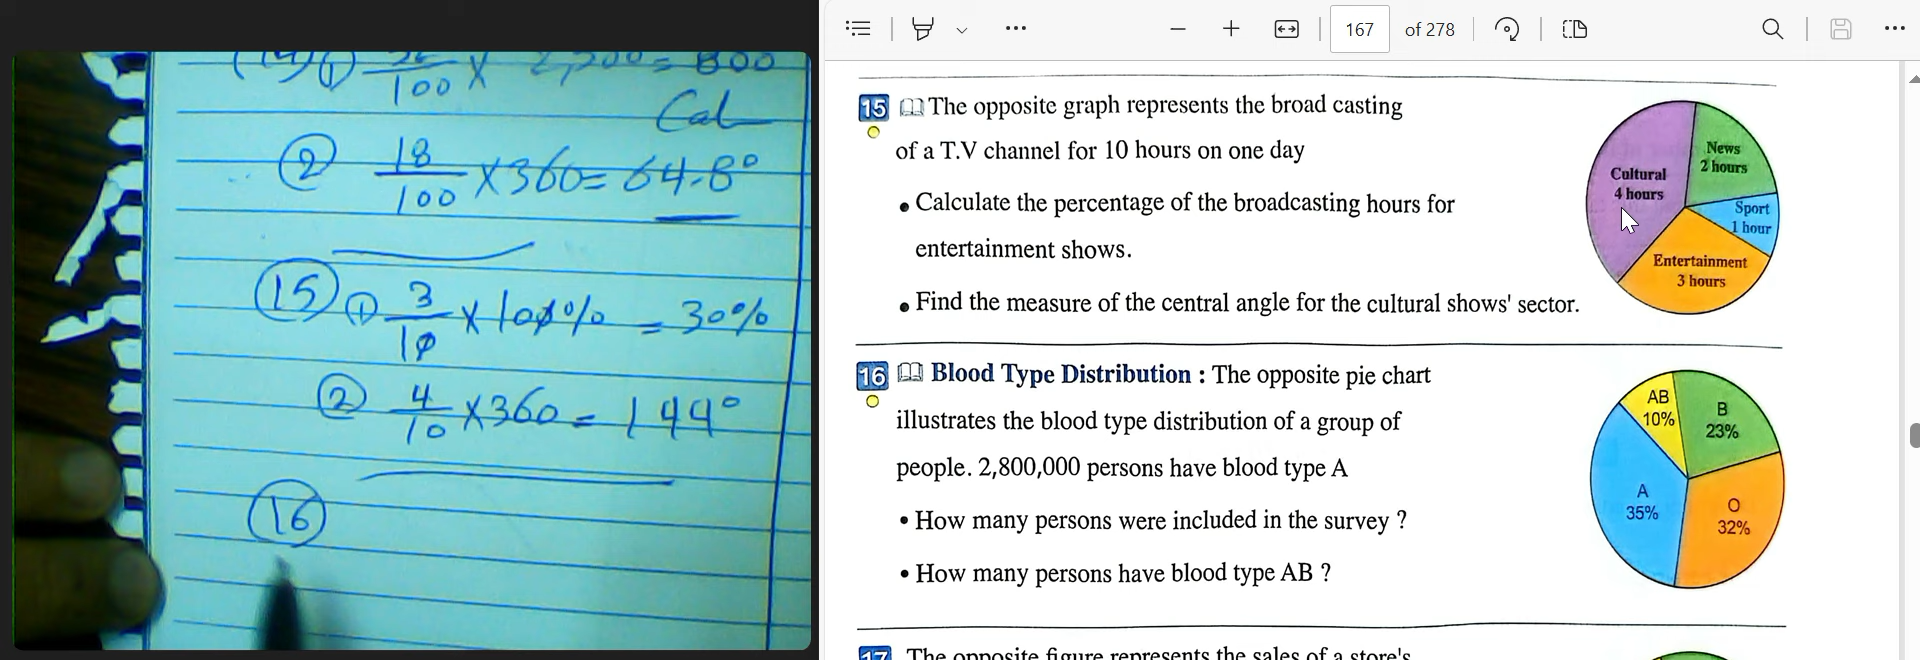 (14) ① /100 × = 800
Cal
② 18/100 × 360 = 64.8°
15 ① 3/10 × 100% = 30%
② 4/10 × 360 = 144°
16
167 of 278
15 The opposite graph represents the broad casting
of a T.V channel for 10 hours on one day
• Calculate the percentage of the broadcasting hours for
entertainment shows.
• Find the measure of the central angle for the cultural shows' sector.
News
2 hours
Cultural
4 hours
Sport
1 hour
Entertainment
3 hours
16 Blood Type Distribution : The opposite pie chart
illustrates the blood type distribution of a group of
people. 2,800,000 persons have blood type A
• How many persons were included in the survey ?
• How many persons have blood type AB ?
AB
10%
B
23%
A
35%
O
32%
17 The opposite figure represents the sales of a store's